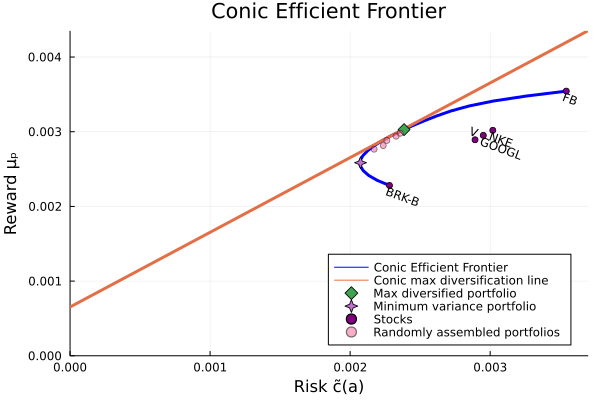 Conic Efficient Frontier
Reward μₚ
0.004
0.003
0.002
0.001
0.000
0.000
0.001
0.002
0.003
Risk c̃(a)
FB
V
NKE
GOOGL
BRK-B
Conic Efficient Frontier
Conic max diversification line
Max diversified portfolio
Minimum variance portfolio
Stocks
Randomly assembled portfolios